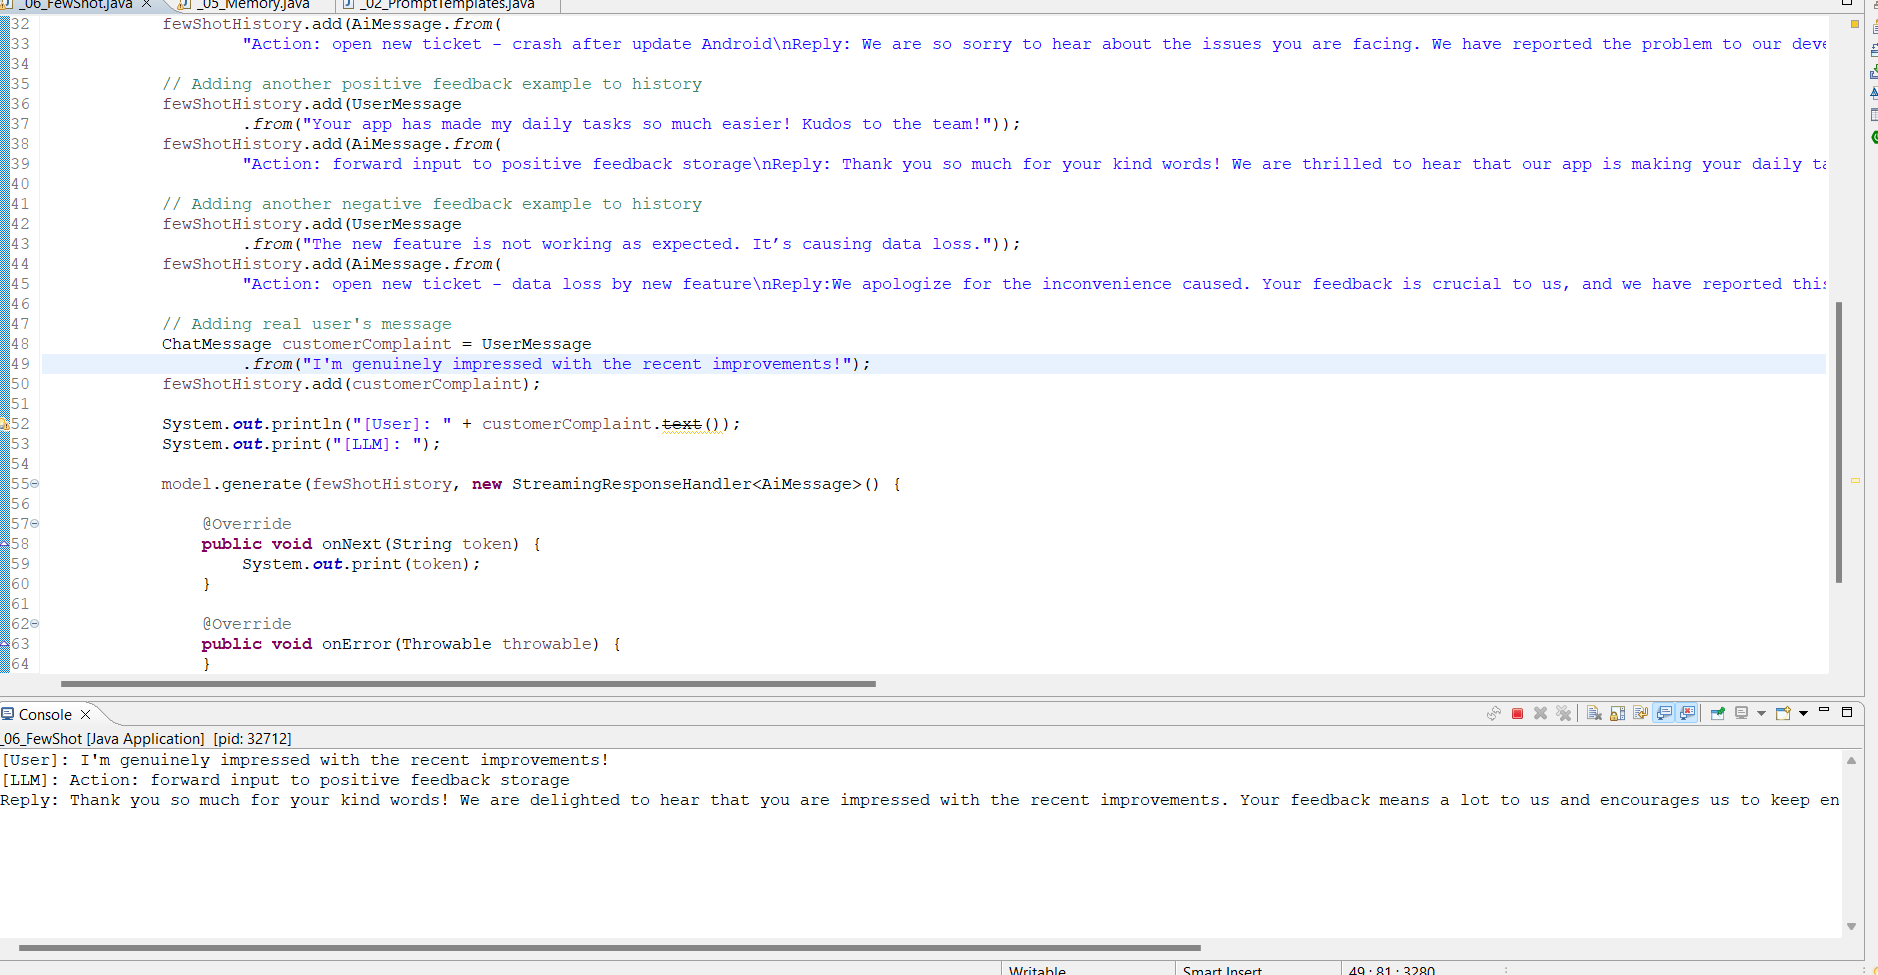 _06_FewShot.java
_05_Memory.java
_02_PromptTemplates.java
32 fewShotHistory.add(AiMessage.from(
33 "Action: open new ticket - crash after update Android\nReply: We are so sorry to hear about the issues you are facing. We have reported the problem to our deve
34
35 // Adding another positive feedback example to history
36 fewShotHistory.add(UserMessage
37 .from("Your app has made my daily tasks so much easier! Kudos to the team!"));
38 fewShotHistory.add(AiMessage.from(
39 "Action: forward input to positive feedback storage\nReply: Thank you so much for your kind words! We are thrilled to hear that our app is making your daily ta
40
41 // Adding another negative feedback example to history
42 fewShotHistory.add(UserMessage
43 .from("The new feature is not working as expected. It’s causing data loss."));
44 fewShotHistory.add(AiMessage.from(
45 "Action: open new ticket - data loss by new feature\nReply:We apologize for the inconvenience caused. Your feedback is crucial to us, and we have reported this
46
47 // Adding real user's message
48 ChatMessage customerComplaint = UserMessage
49 .from("I'm genuinely impressed with the recent improvements!");
50 fewShotHistory.add(customerComplaint);
51
52 System.out.println("[User]: " + customerComplaint.text());
53 System.out.print("[LLM]: ");
54
55 model.generate(fewShotHistory, new StreamingResponseHandler<AiMessage>() {
56
57 @Override
58 public void onNext(String token) {
59 System.out.print(token);
60 }
61
62 @Override
63 public void onError(Throwable throwable) {
64 }
Console
_06_FewShot [Java Application] [pid: 32712]
[User]: I'm genuinely impressed with the recent improvements!
[LLM]: Action: forward input to positive feedback storage
Reply: Thank you so much for your kind words! We are delighted to hear that you are impressed with the recent improvements. Your feedback means a lot to us and encourages us to keep en
Writable
Smart Insert
49 : 81 : 3280